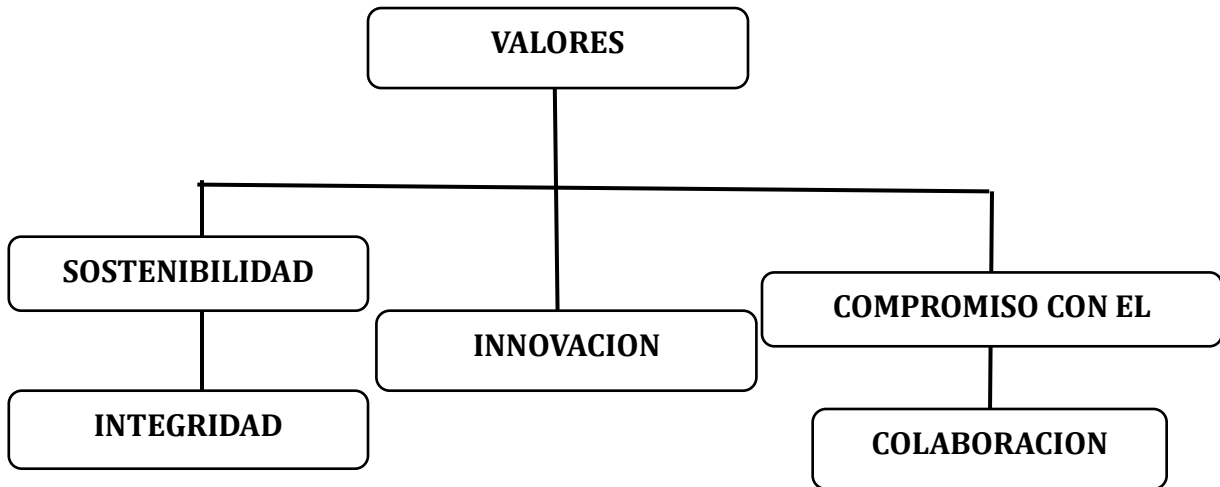 VALORES
SOSTENIBILIDAD
COMPROMISO CON EL
INNOVACION
INTEGRIDAD
COLABORACION